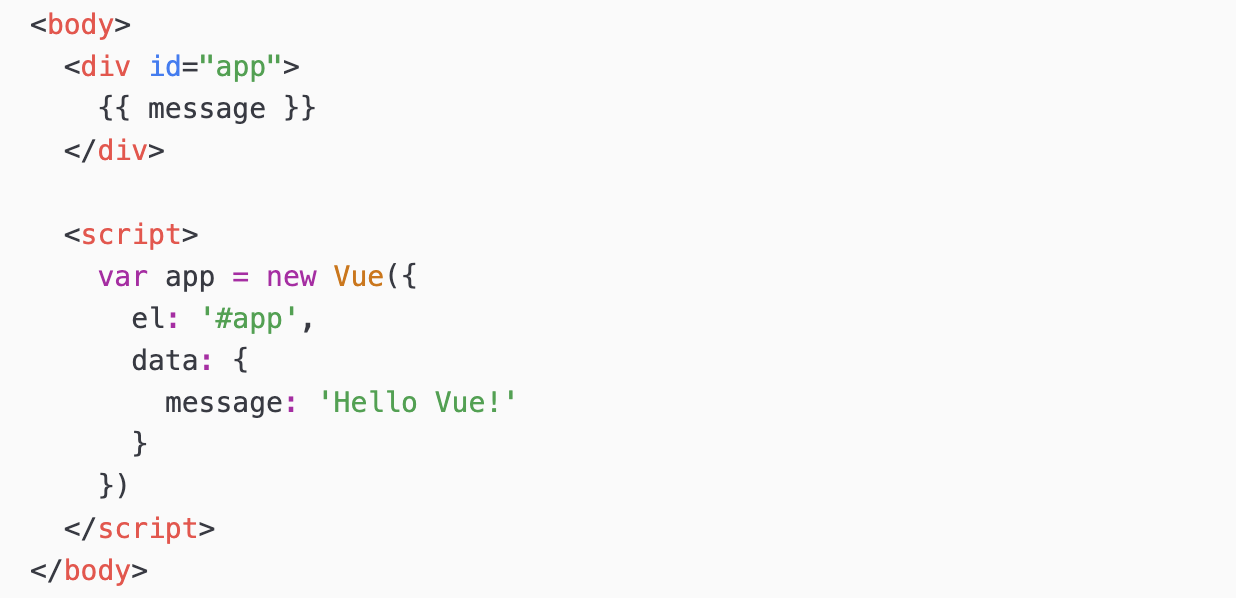 <body>
  <div id="app">
    {{ message }}
  </div>

  <script>
    var app = new Vue({
      el: '#app',
      data: {
        message: 'Hello Vue!'
      }
    })
  </script>
</body>